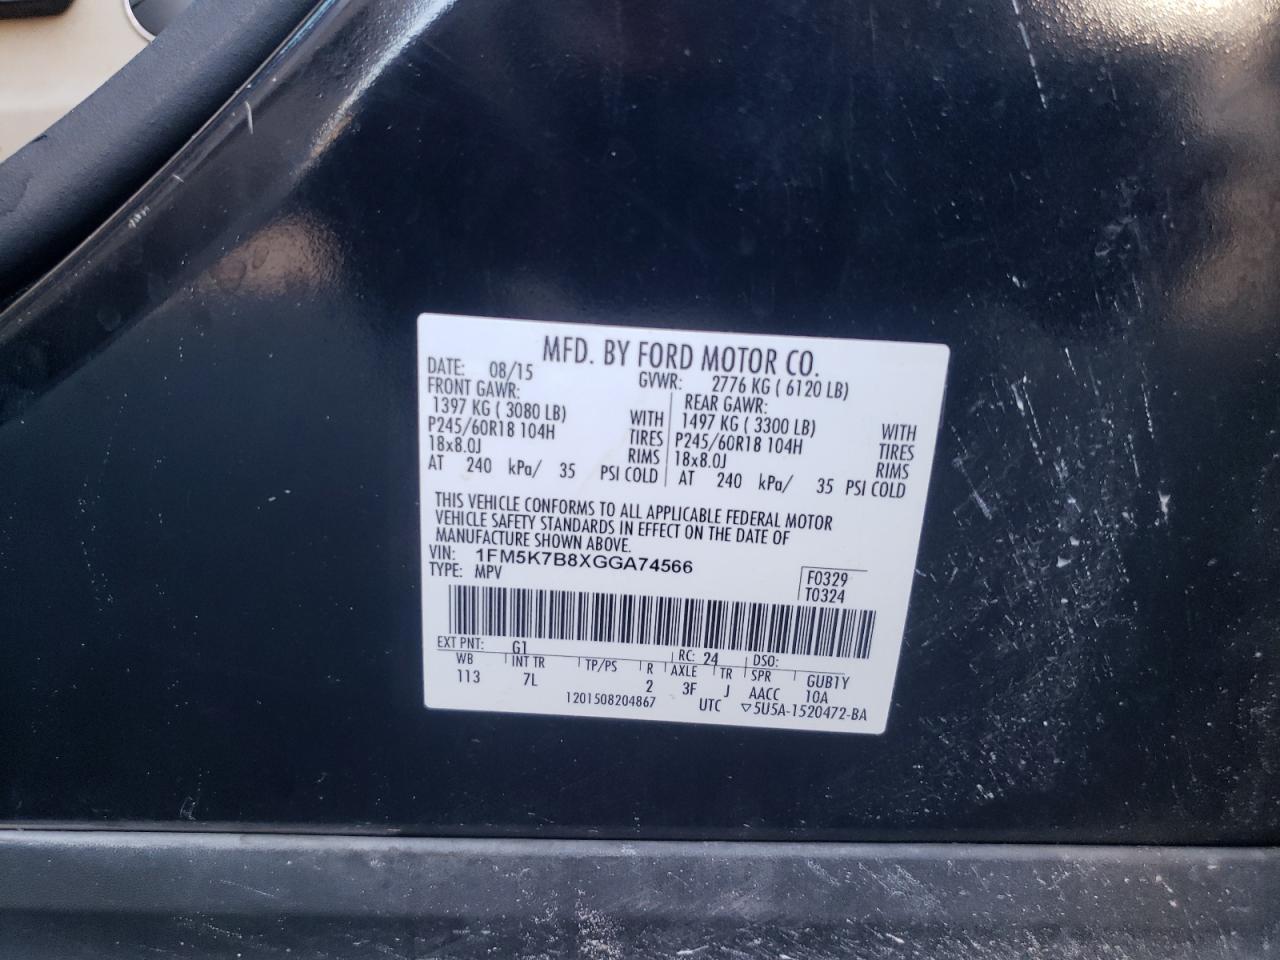 MFD. BY FORD MOTOR CO.
DATE: 08/15 GVWR: 2776 KG ( 6120 LB)
FRONT GAWR: REAR GAWR:
1397 KG ( 3080 LB) WITH 1497 KG ( 3300 LB) WITH
P245/60R18 104H TIRES P245/60R18 104H TIRES
18x8.0J RIMS 18x8.0J RIMS
AT 240 kPa/ 35 PSI COLD AT 240 kPa/ 35 PSI COLD
THIS VEHICLE CONFORMS TO ALL APPLICABLE FEDERAL MOTOR
VEHICLE SAFETY STANDARDS IN EFFECT ON THE DATE OF
MANUFACTURE SHOWN ABOVE.
VIN: 1FM5K7B8XGGA74566
TYPE: MPV
F0329
T0324
EXT PNT: G1 RC: 24 DSO:
WB INT TR TP/PS R AXLE TR SPR GUB1Y
113 7L 2 3F J AACC 10A
1201508204867 UTC ▽5U5A-1520472-BA